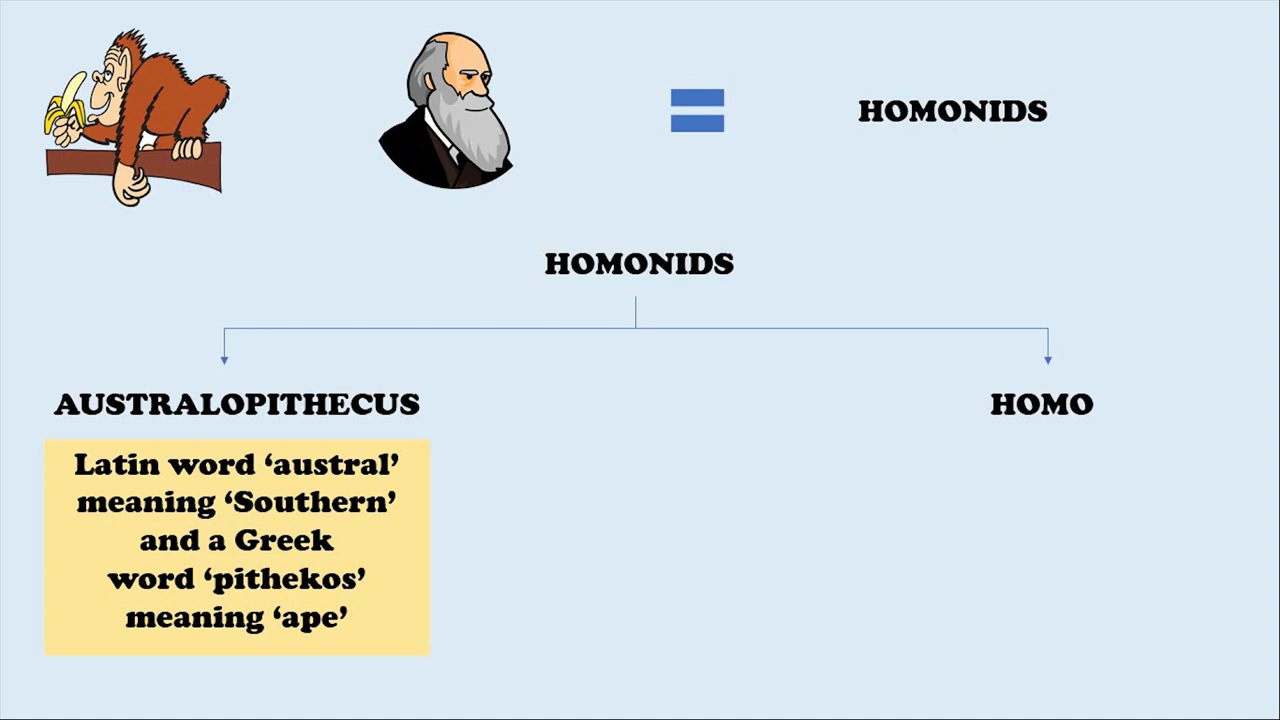 HOMONIDS
HOMONIDS
AUSTRALOPITHECUS
HOMO
Latin word ‘austral’
meaning ‘Southern’
and a Greek
word ‘pithekos’
meaning ‘ape’